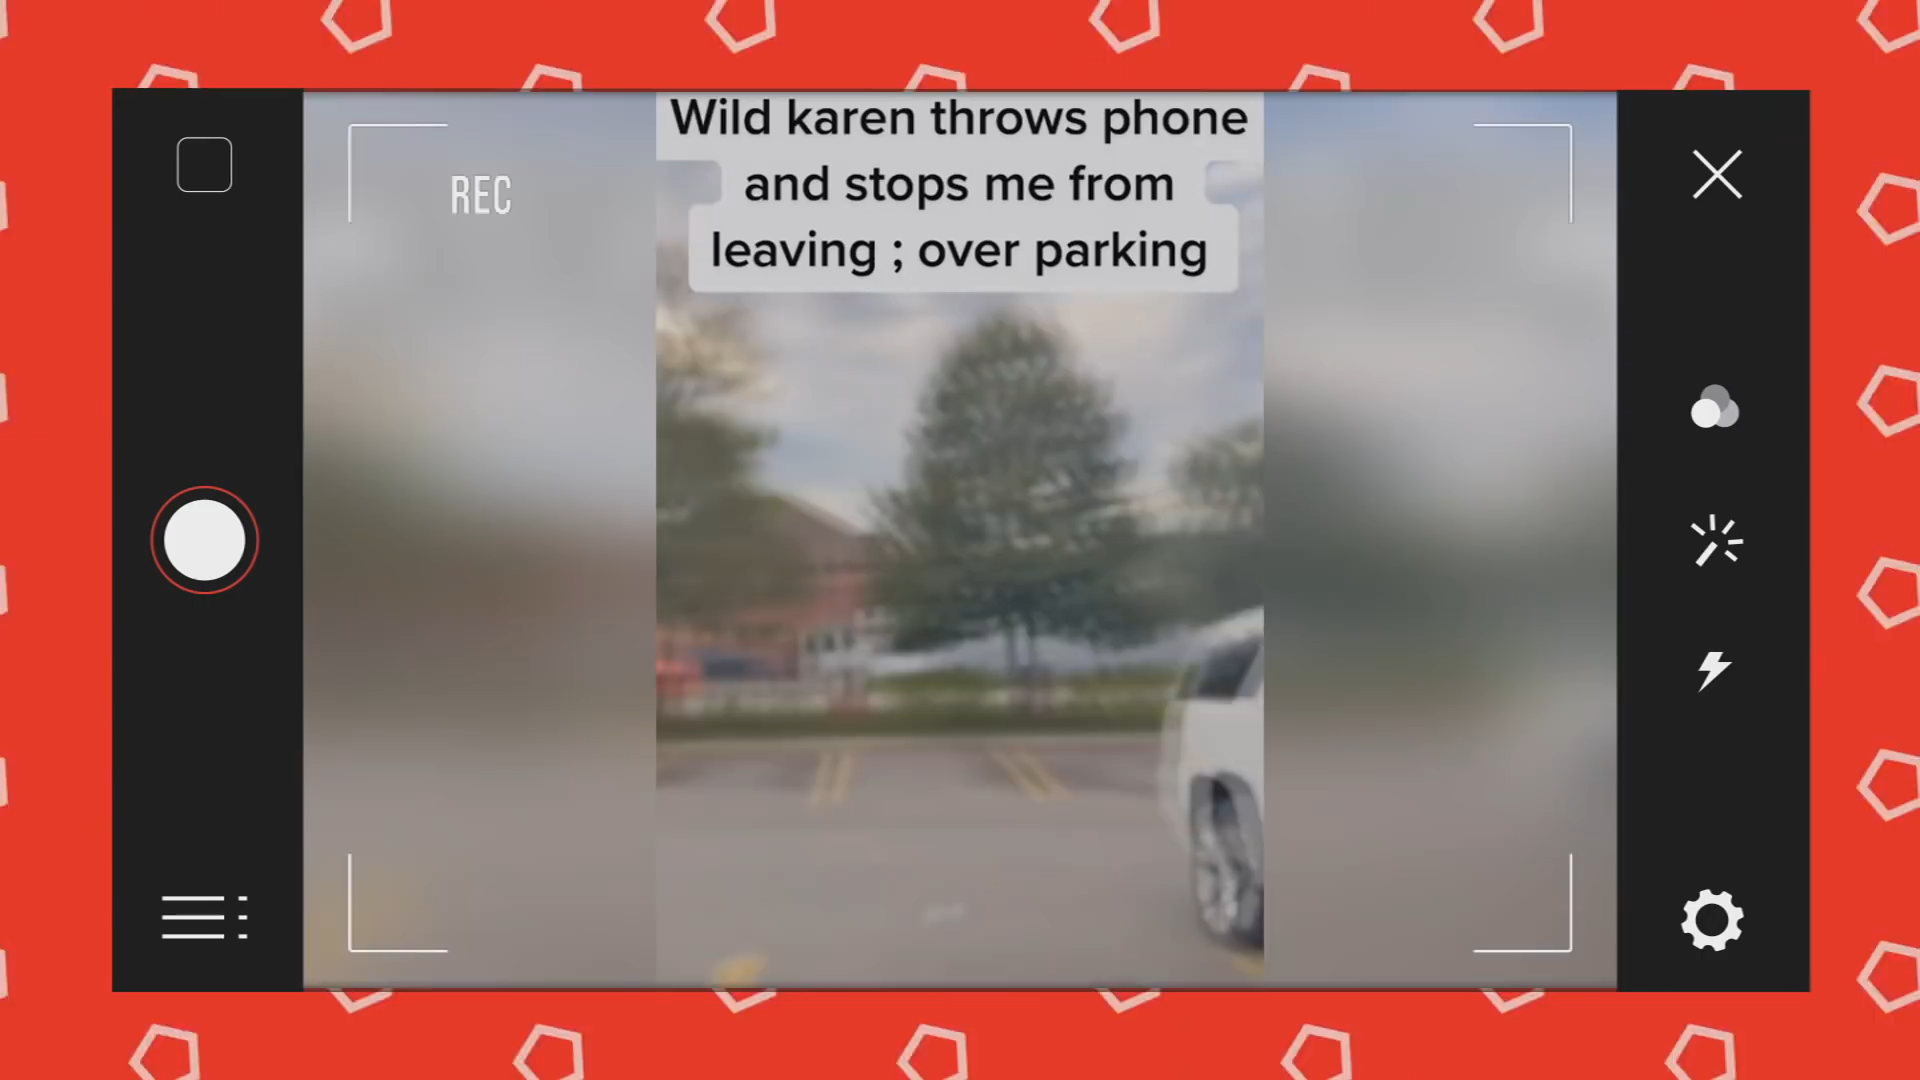 Wild karen throws phone
and stops me from
leaving ; over parking
REC